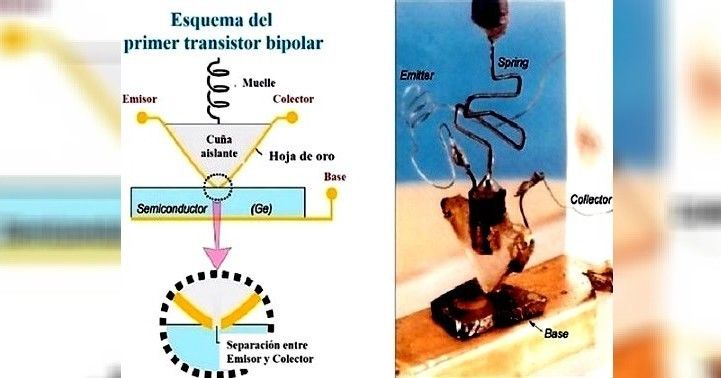 Esquema del
primer transistor bipolar
Muelle
Emisor
Colector
Cuña
aislante
Hoja de oro
Base
Semiconductor (Ge)
Separación entre
Emisor y Colector
Spring
Emitter
Collector
Base